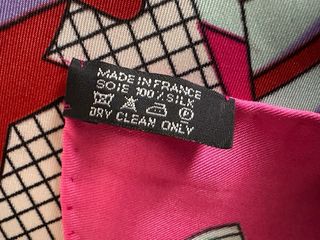 MADE IN FRANCE
SOIE 100% SILK
P
DRY CLEAN ONLY